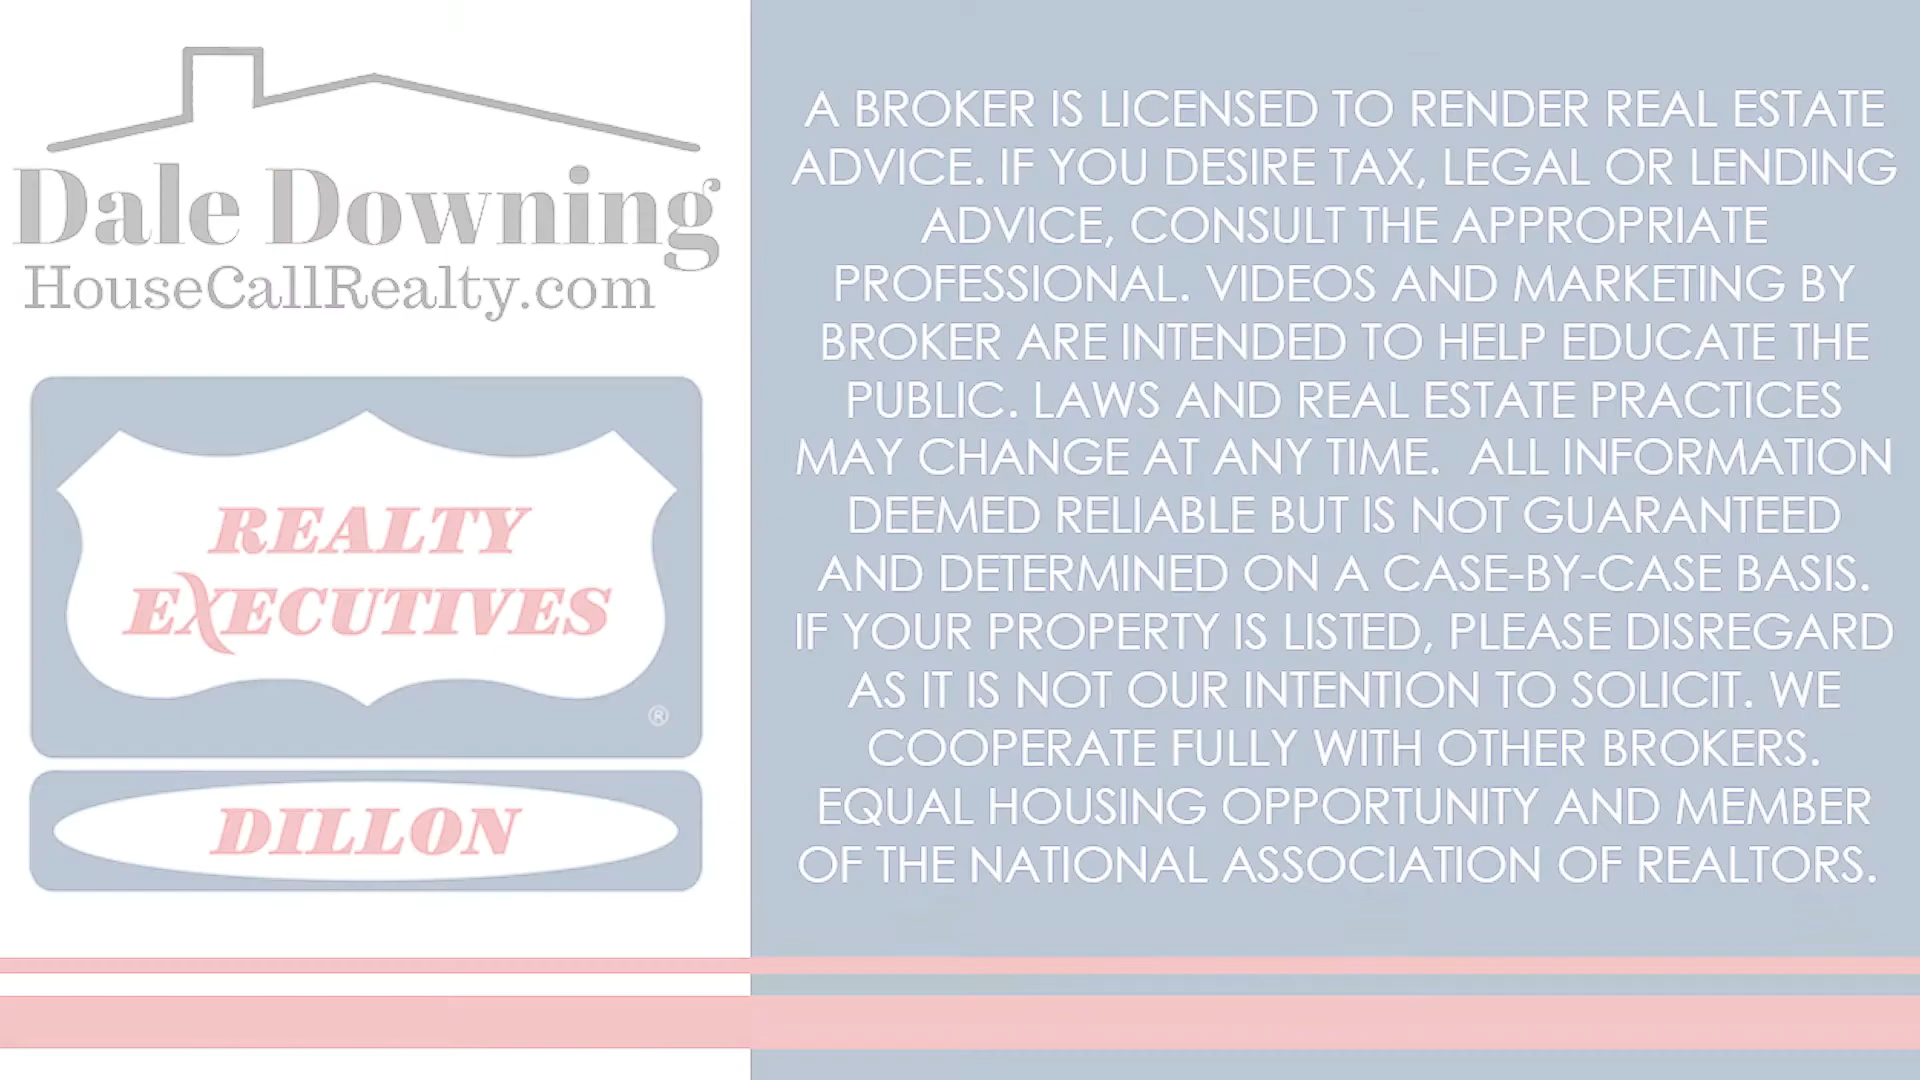 Dale Downing
HouseCallRealty.com
REALTY
EXECUTIVES
®
DILLON
A BROKER IS LICENSED TO RENDER REAL ESTATE
ADVICE. IF YOU DESIRE TAX, LEGAL OR LENDING
ADVICE, CONSULT THE APPROPRIATE
PROFESSIONAL. VIDEOS AND MARKETING BY
BROKER ARE INTENDED TO HELP EDUCATE THE
PUBLIC. LAWS AND REAL ESTATE PRACTICES
MAY CHANGE AT ANY TIME.  ALL INFORMATION
DEEMED RELIABLE BUT IS NOT GUARANTEED
AND DETERMINED ON A CASE-BY-CASE BASIS.
IF YOUR PROPERTY IS LISTED, PLEASE DISREGARD
AS IT IS NOT OUR INTENTION TO SOLICIT. WE
COOPERATE FULLY WITH OTHER BROKERS.
EQUAL HOUSING OPPORTUNITY AND MEMBER
OF THE NATIONAL ASSOCIATION OF REALTORS.